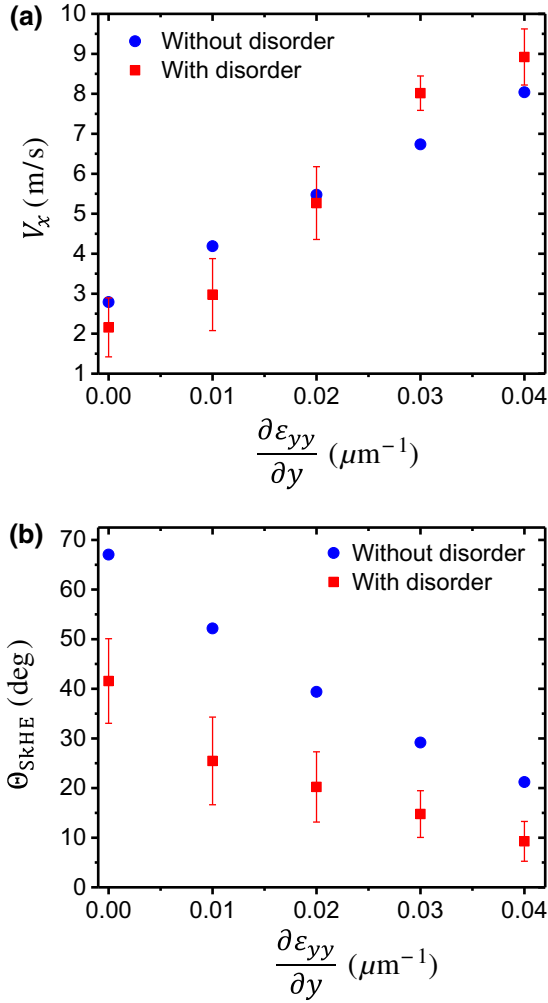 (a)
10
9
8
7
6
5
4
3
2
1
V_x (m/s)
Without disorder
With disorder
0.00 0.01 0.02 0.03 0.04
∂ε_yy
∂y (μm⁻¹)
(b)
70
60
50
40
30
20
10
0
Θ_SkHE (deg)
Without disorder
With disorder
0.00 0.01 0.02 0.03 0.04
∂ε_yy
∂y (μm⁻¹)